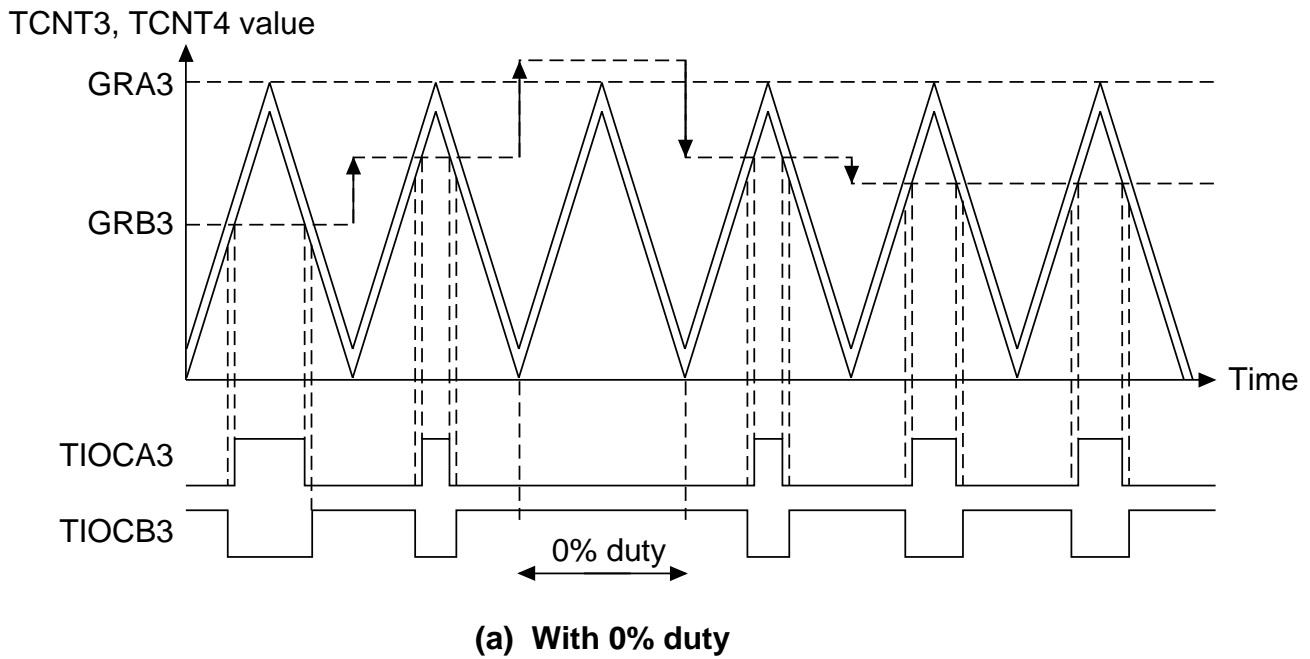 TCNT3, TCNT4 value
GRA3
GRB3
Time
TIOCA3
TIOCB3
0% duty
(a) With 0% duty